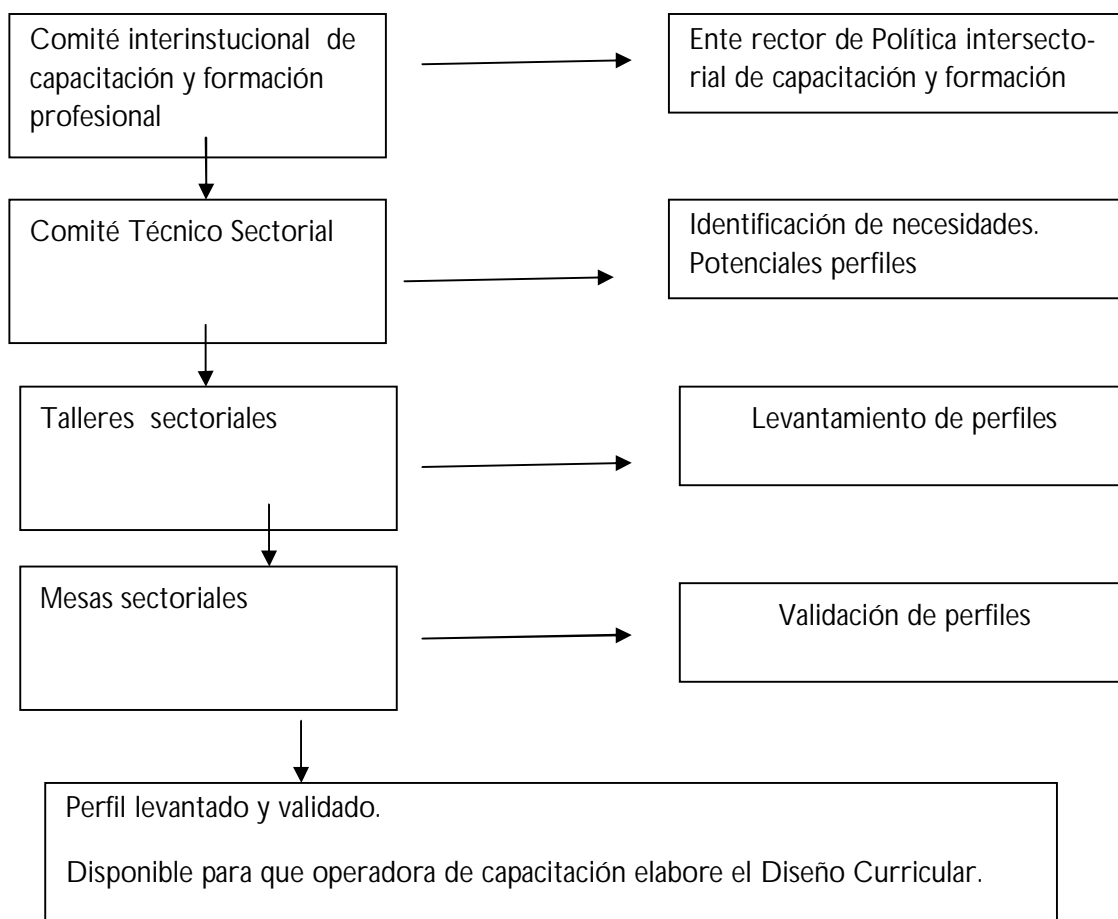 Comité interinstucional de
capacitación y formación
profesional
Ente rector de Política intersecto-
rial de capacitación y formación
Comité Técnico Sectorial
Identificación de necesidades.
Potenciales perfiles
Talleres sectoriales
Levantamiento de perfiles
Mesas sectoriales
Validación de perfiles
Perfil levantado y validado.
Disponible para que operadora de capacitación elabore el Diseño Curricular.